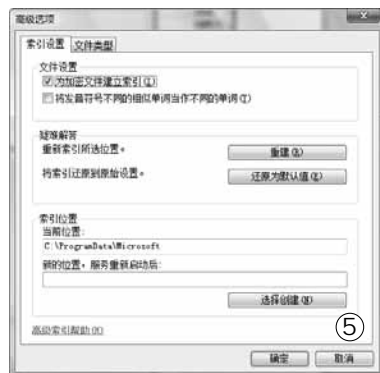 高级选项
索引设置 文件类型
文件设置
为加密文件建立索引(I)
将发音符号不同的相似单词当作不同的单词(T)
疑难解答
重新索引所选位置。 重建(R)
将索引还原到原始设置。 还原为默认值(E)
索引位置
当前位置:
C:\ProgramData\Microsoft
新的位置，服务重新启动后:
选择创建(N)
高级索引帮助(H)
⑤
确定 取消